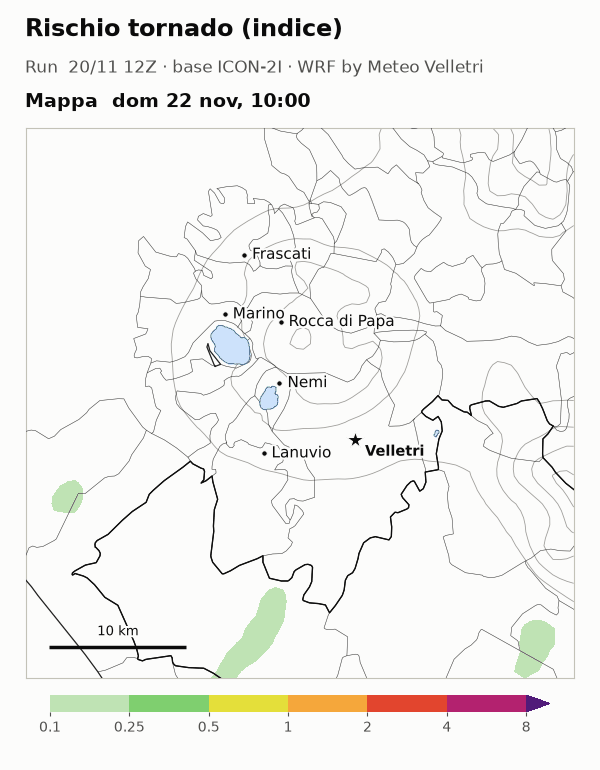 Rischio tornado (indice)
Run  20/11 12Z · base ICON-2I · WRF by Meteo Velletri
Mappa  dom 22 nov, 10:00
Frascati
Marino
Rocca di Papa
Nemi
Velletri
Lanuvio
10 km
0.1 0.25 0.5 1 2 4 8